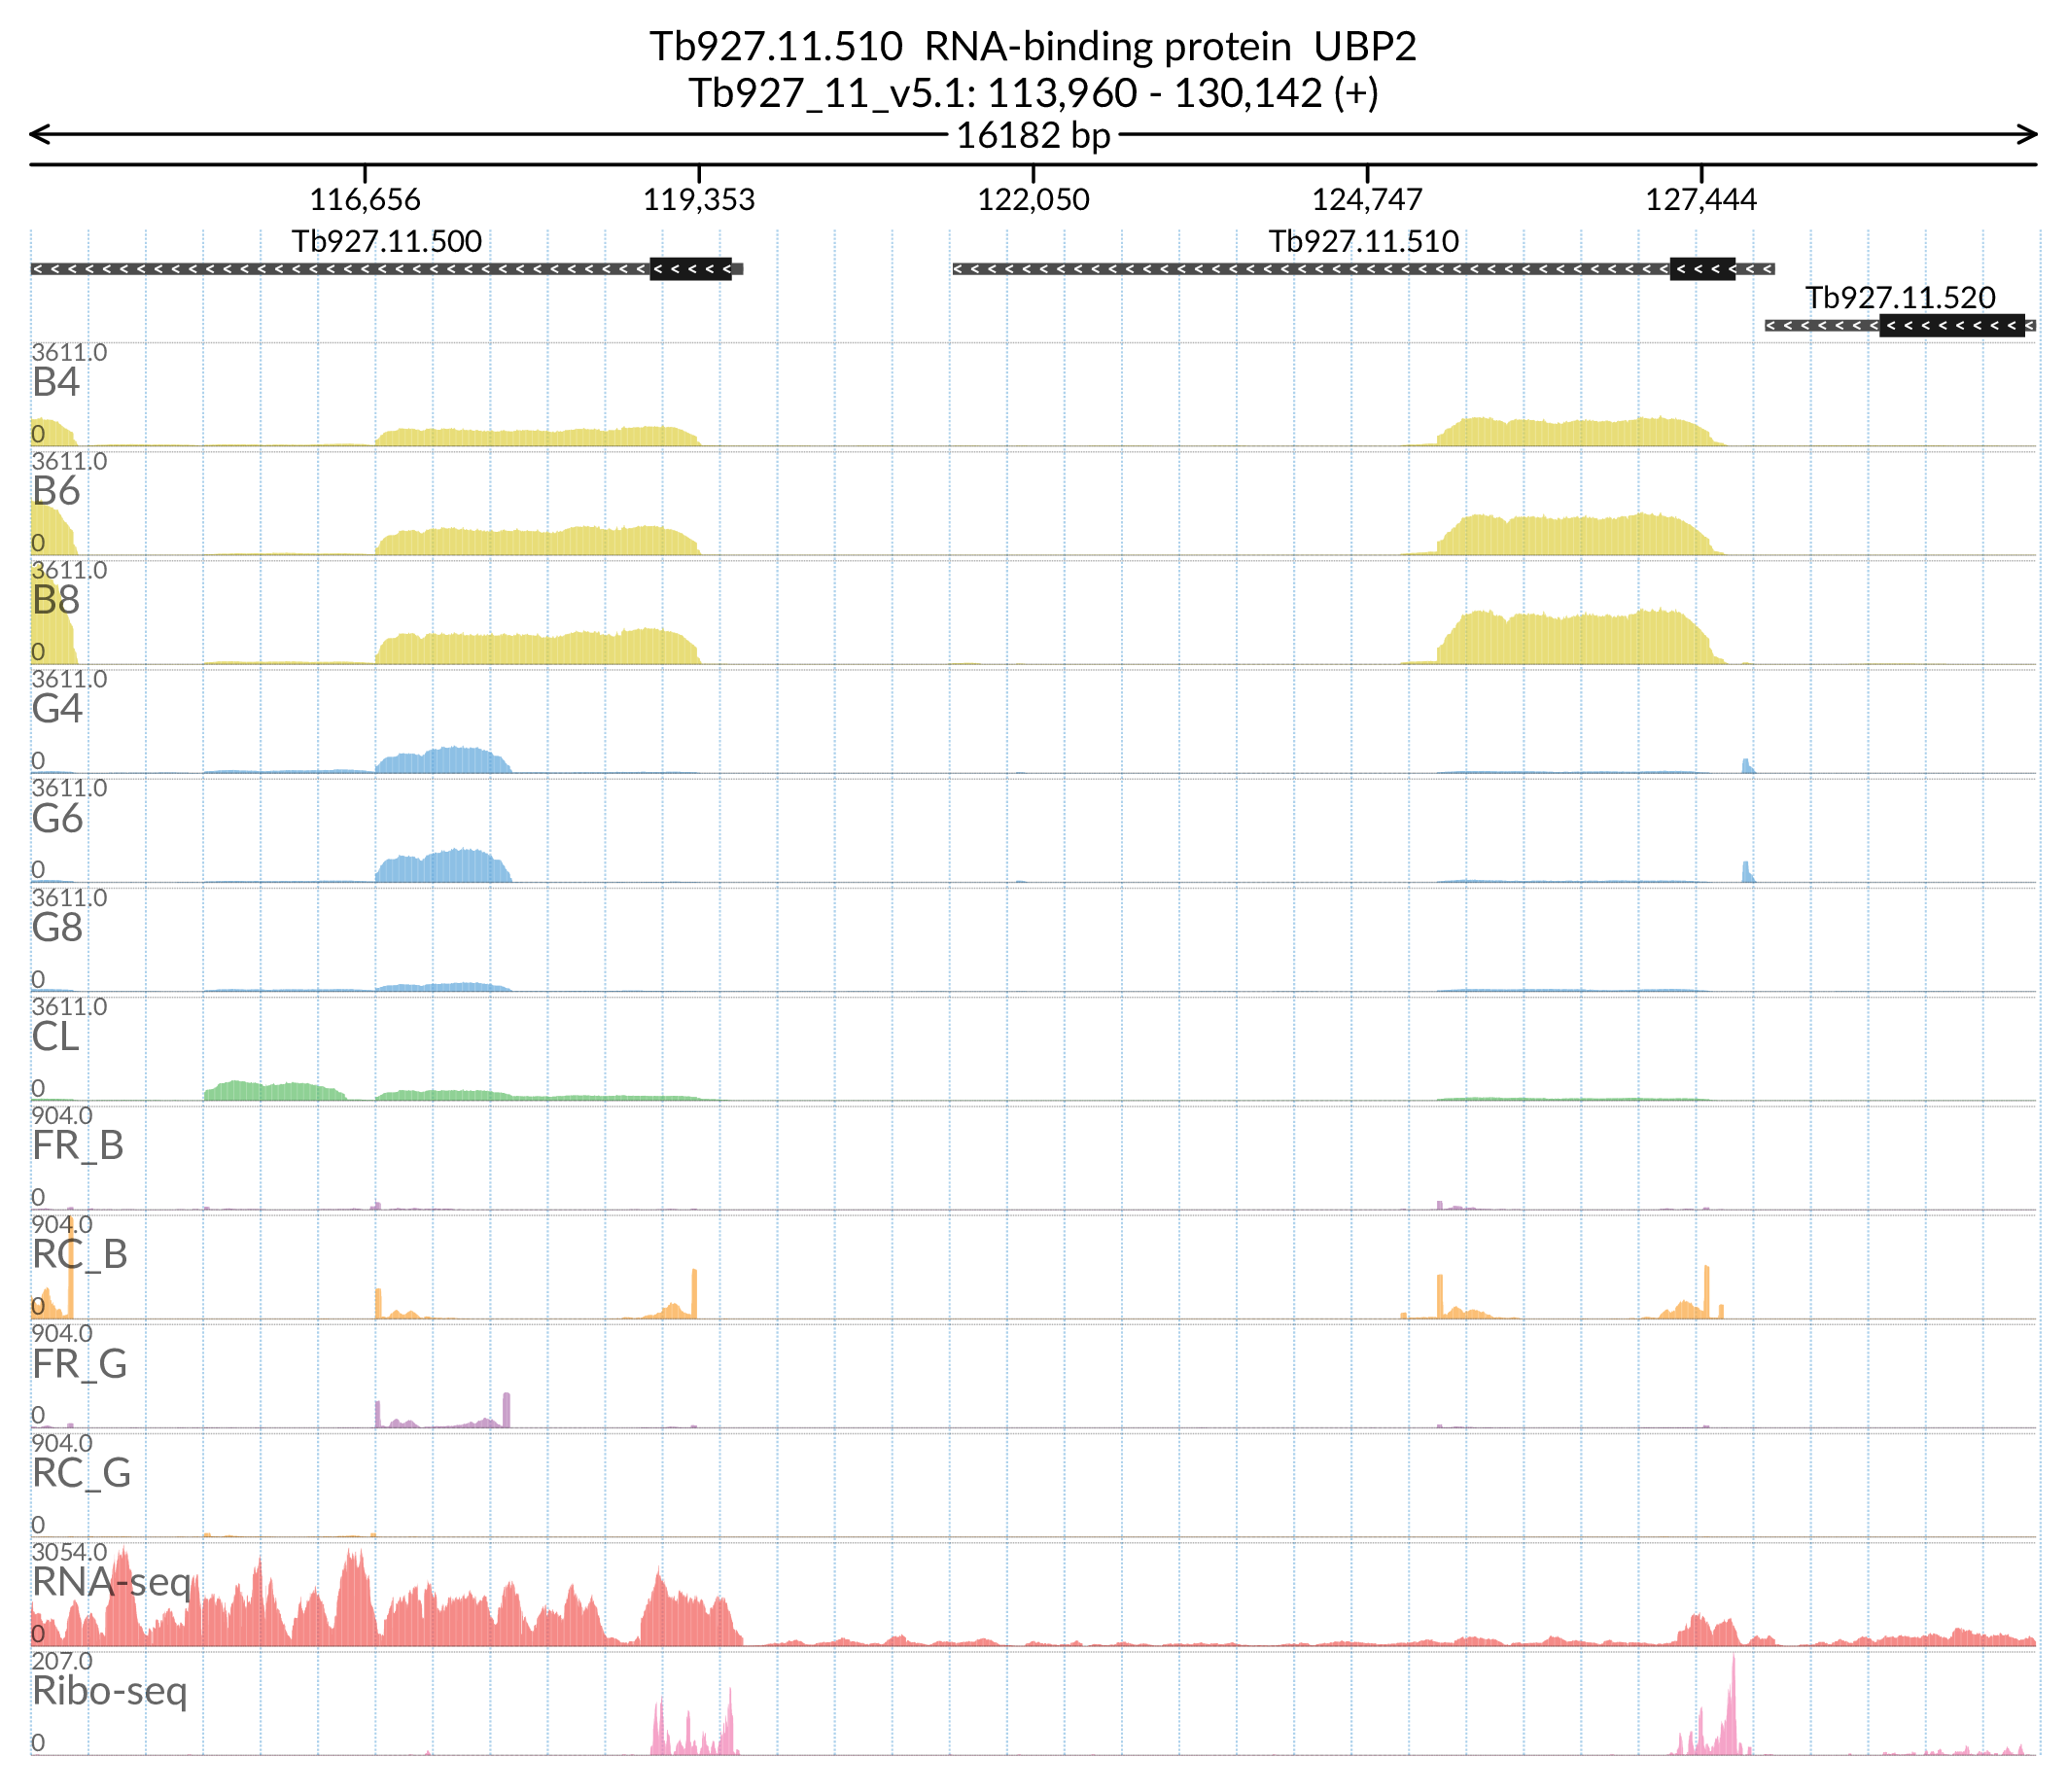 Tb927.11.510 RNA-binding protein UBP2
Tb927_11_v5.1: 113,960 - 130,142 (+)
16182 bp
116,656 119,353 122,050 124,747 127,444
Tb927.11.500 Tb927.11.510
Tb927.11.520
3611.0
B4
0
3611.0
B6
0
3611.0
B8
0
3611.0
G4
0
3611.0
G6
0
3611.0
G8
0
3611.0
CL
0
904.0
FR_B
0
904.0
RC_B
0
904.0
FR_G
0
904.0
RC_G
0
3054.0
RNA-seq
0
207.0
Ribo-seq
0